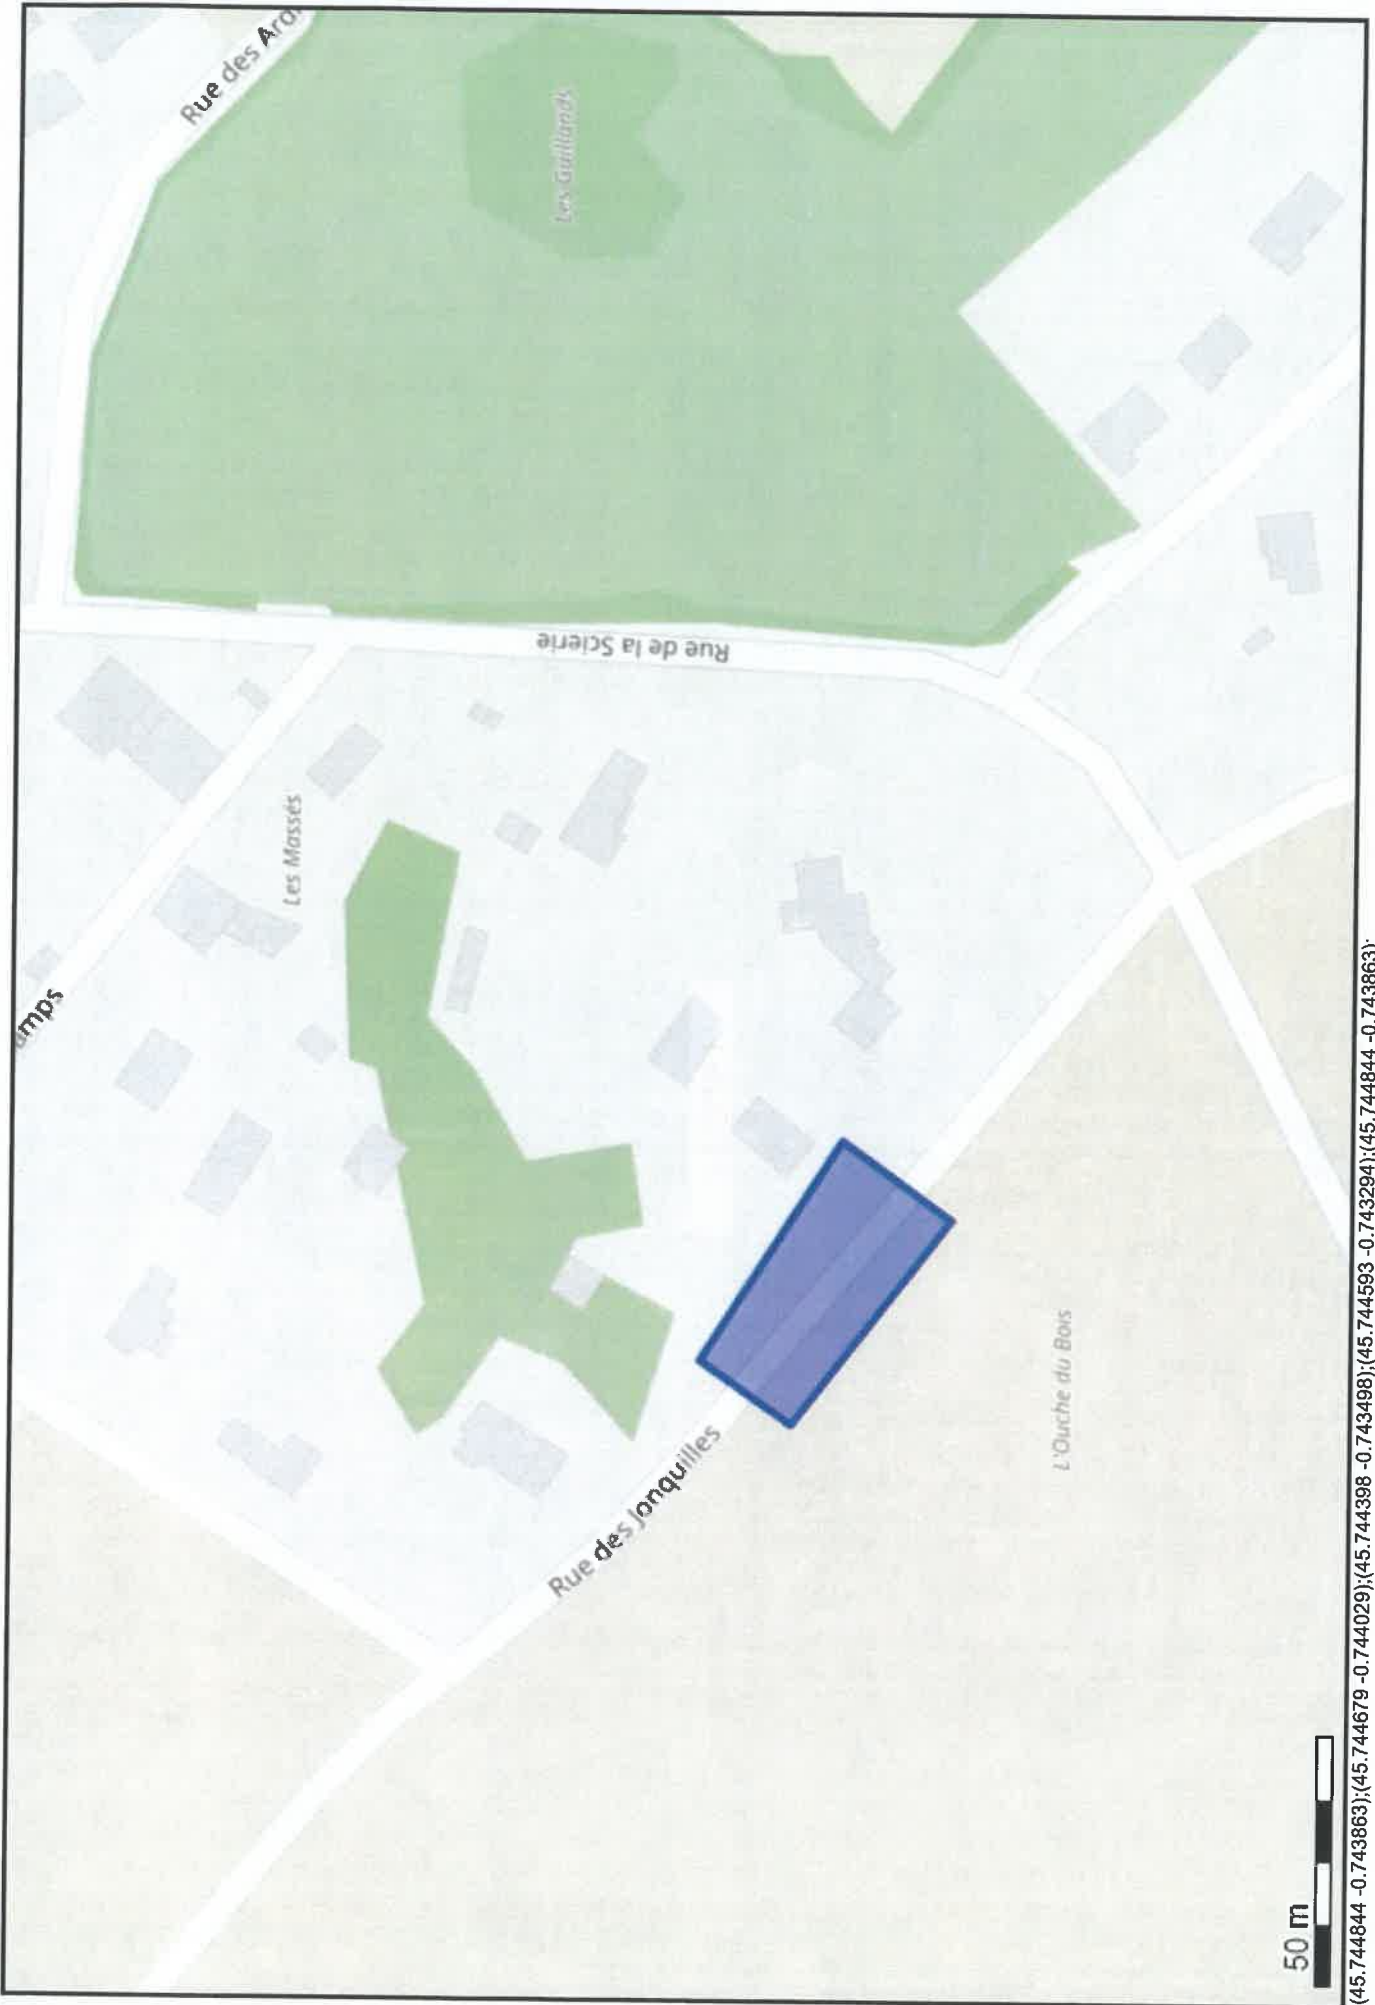 Rue des Ard
Les Guillands
Rue de la Scierie
Les Massés
amps
Rue des Jonquilles
L'Ouche du Bois
50 m
(45.744844 -0.743863);(45.744679 -0.744029);(45.744398 -0.743498);(45.744593 -0.743294);(45.744844 -0.743863);